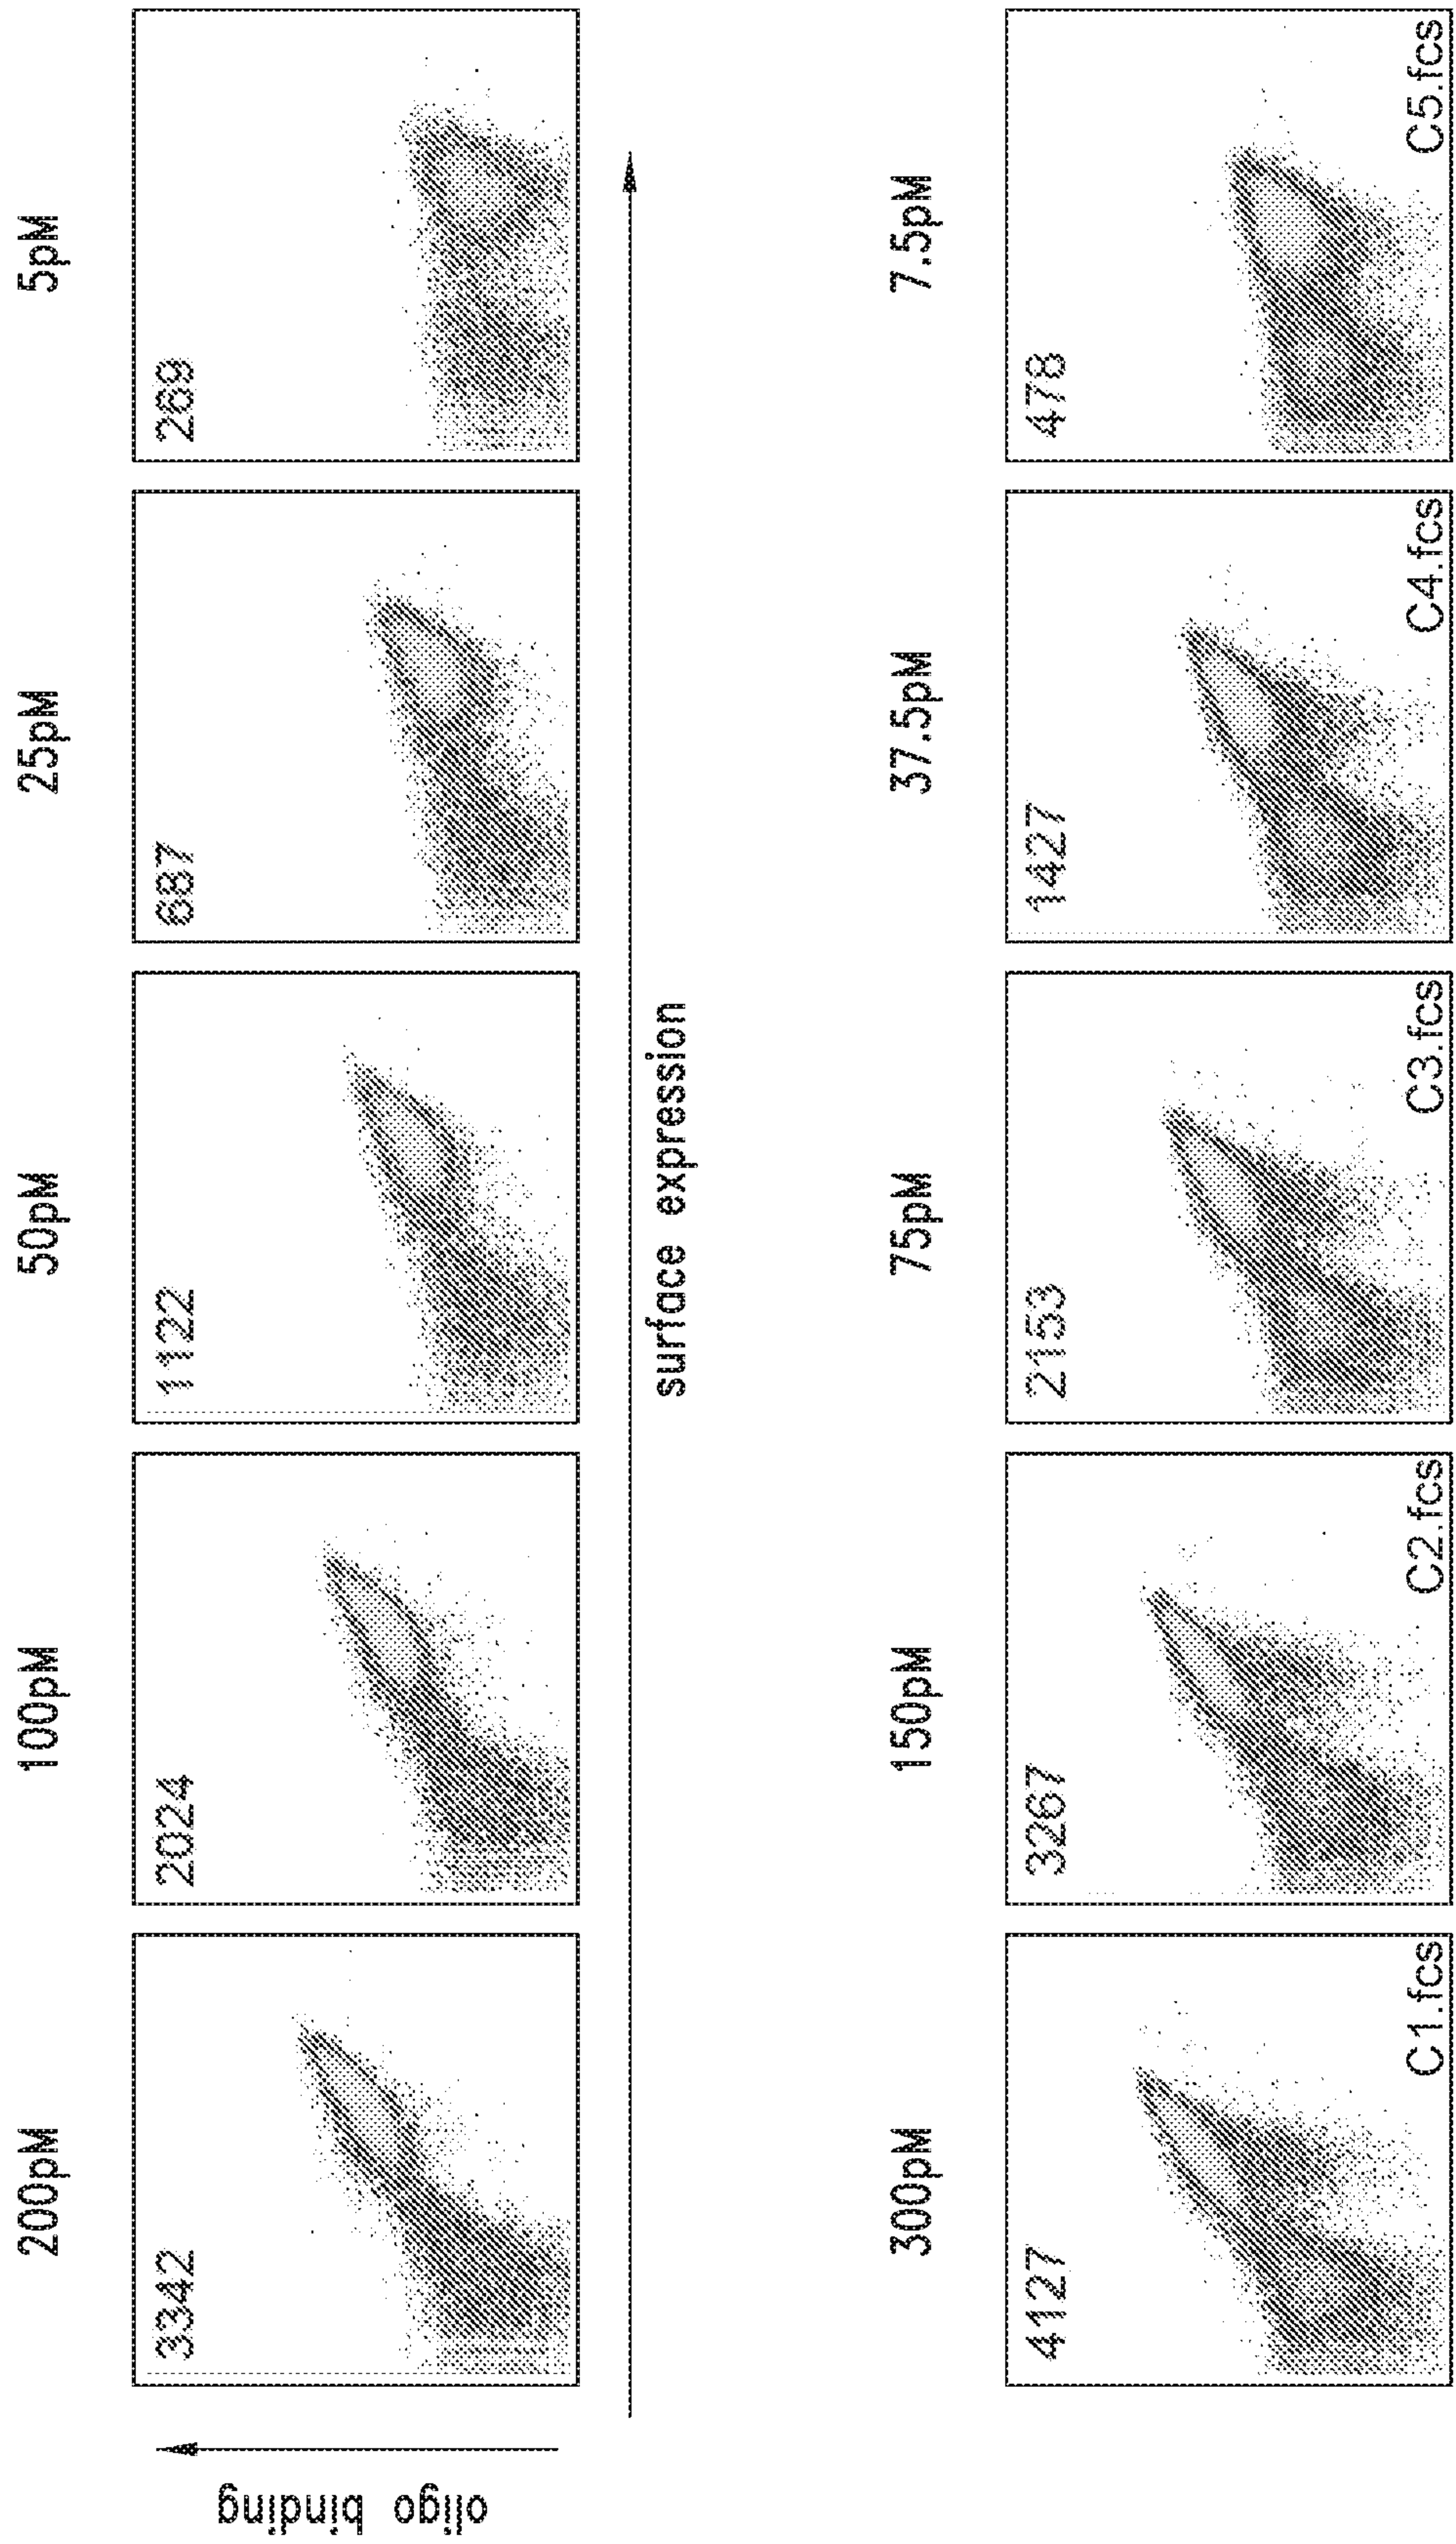 200pM 100pM 50pM 25pM 5pM
3342 2024 1122 687 269
oligo binding
surface expression
300pM 150pM 75pM 37.5pM 7.5pM
4127 3267 2153 1427 478
C1.fcs C2.fcs C3.fcs C4.fcs C5.fcs